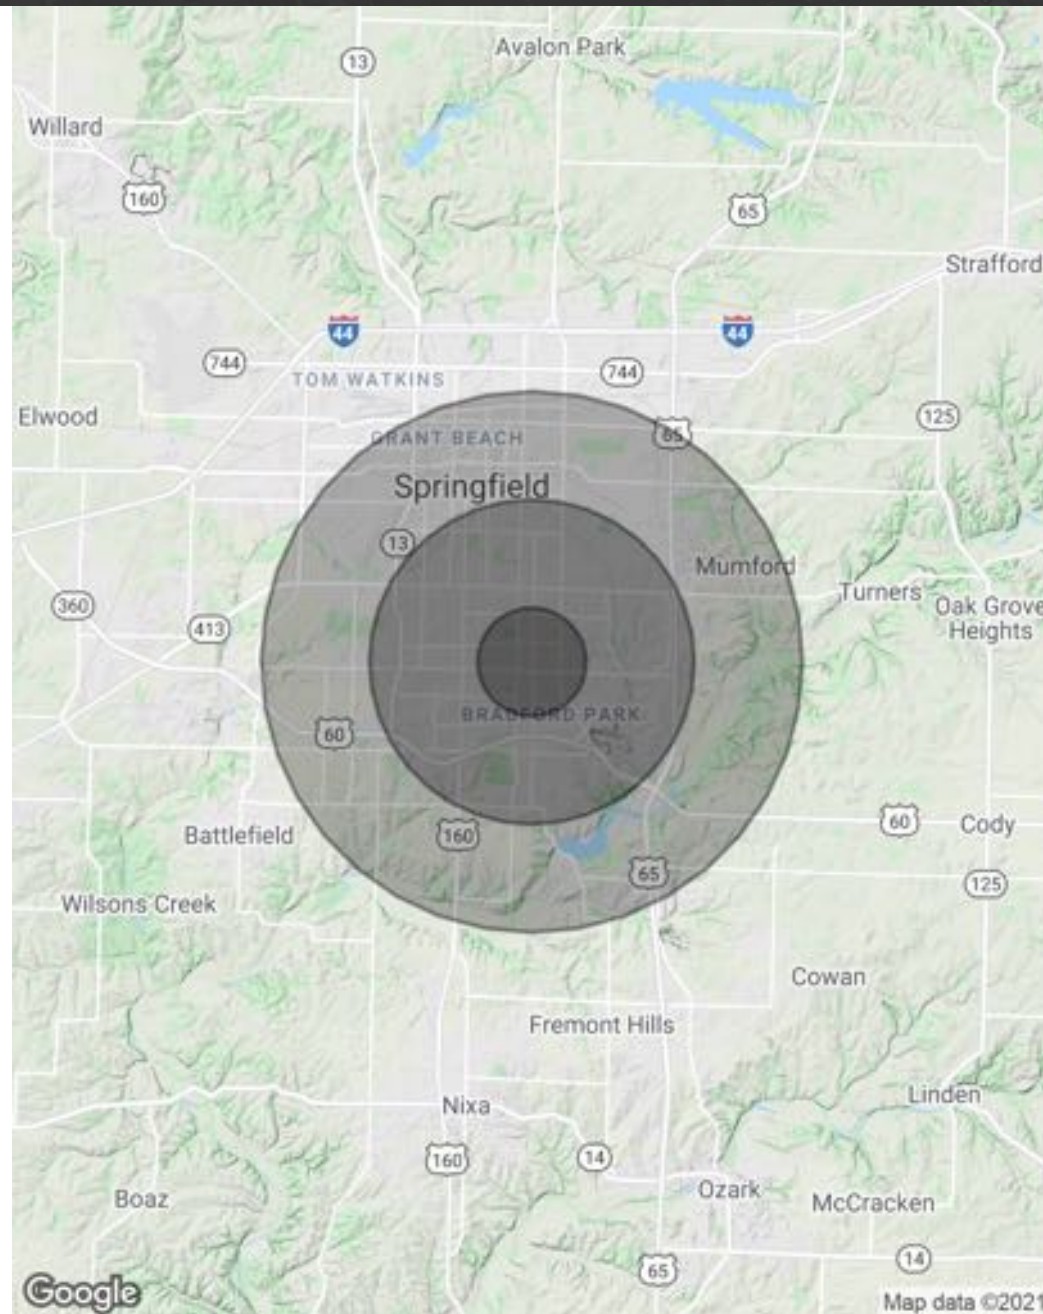 Avalon Park
13
Willard
160
65
Strafford
44
44
744
744
TOM WATKINS
Elwood
125
65
GRANT BEACH
Springfield
13
Mumford
Turners
360
Oak Grove
Heights
413
BRADFORD PARK
60
Battlefield
160
60
Cody
65
125
Wilsons Creek
Cowan
Fremont Hills
Linden
Nixa
160
14
Ozark
Boaz
McCracken
14
65
Google
Map data ©2021